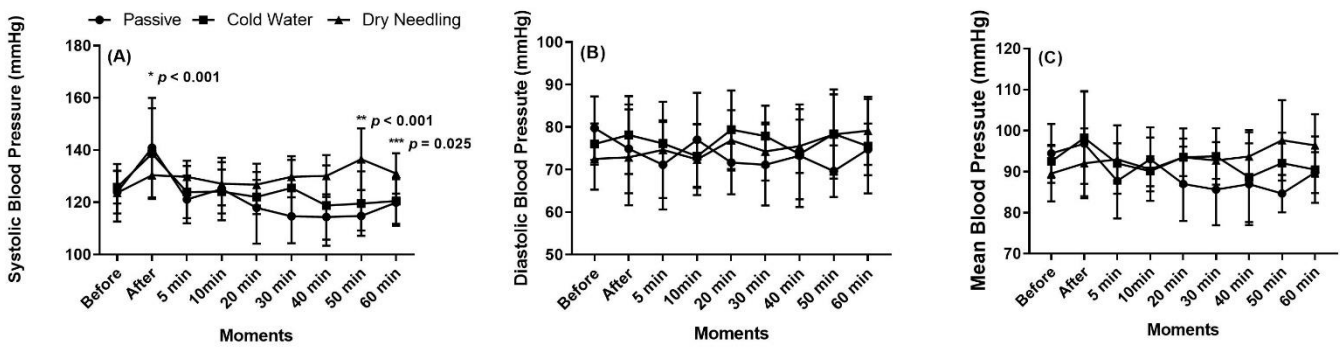 Passive Cold Water Dry Needling
Systolic Blood Pressure (mmHg)
180
160
140
120
100
(A)
* p < 0.001
** p < 0.001
*** p = 0.025
Before After 5 min 10min 20 min 30 min 40 min 50 min 60 min
Moments
Diastolic Blood Pressure (mmHg)
100
90
80
70
60
50
(B)
Before After 5 min 10min 20 min 30 min 40 min 50 min 60 min
Moments
Mean Blood Pressute (mmHg)
120
110
100
90
80
70
(C)
Before After 5 min 10min 20 min 30 min 40 min 50 min 60 min
Moments